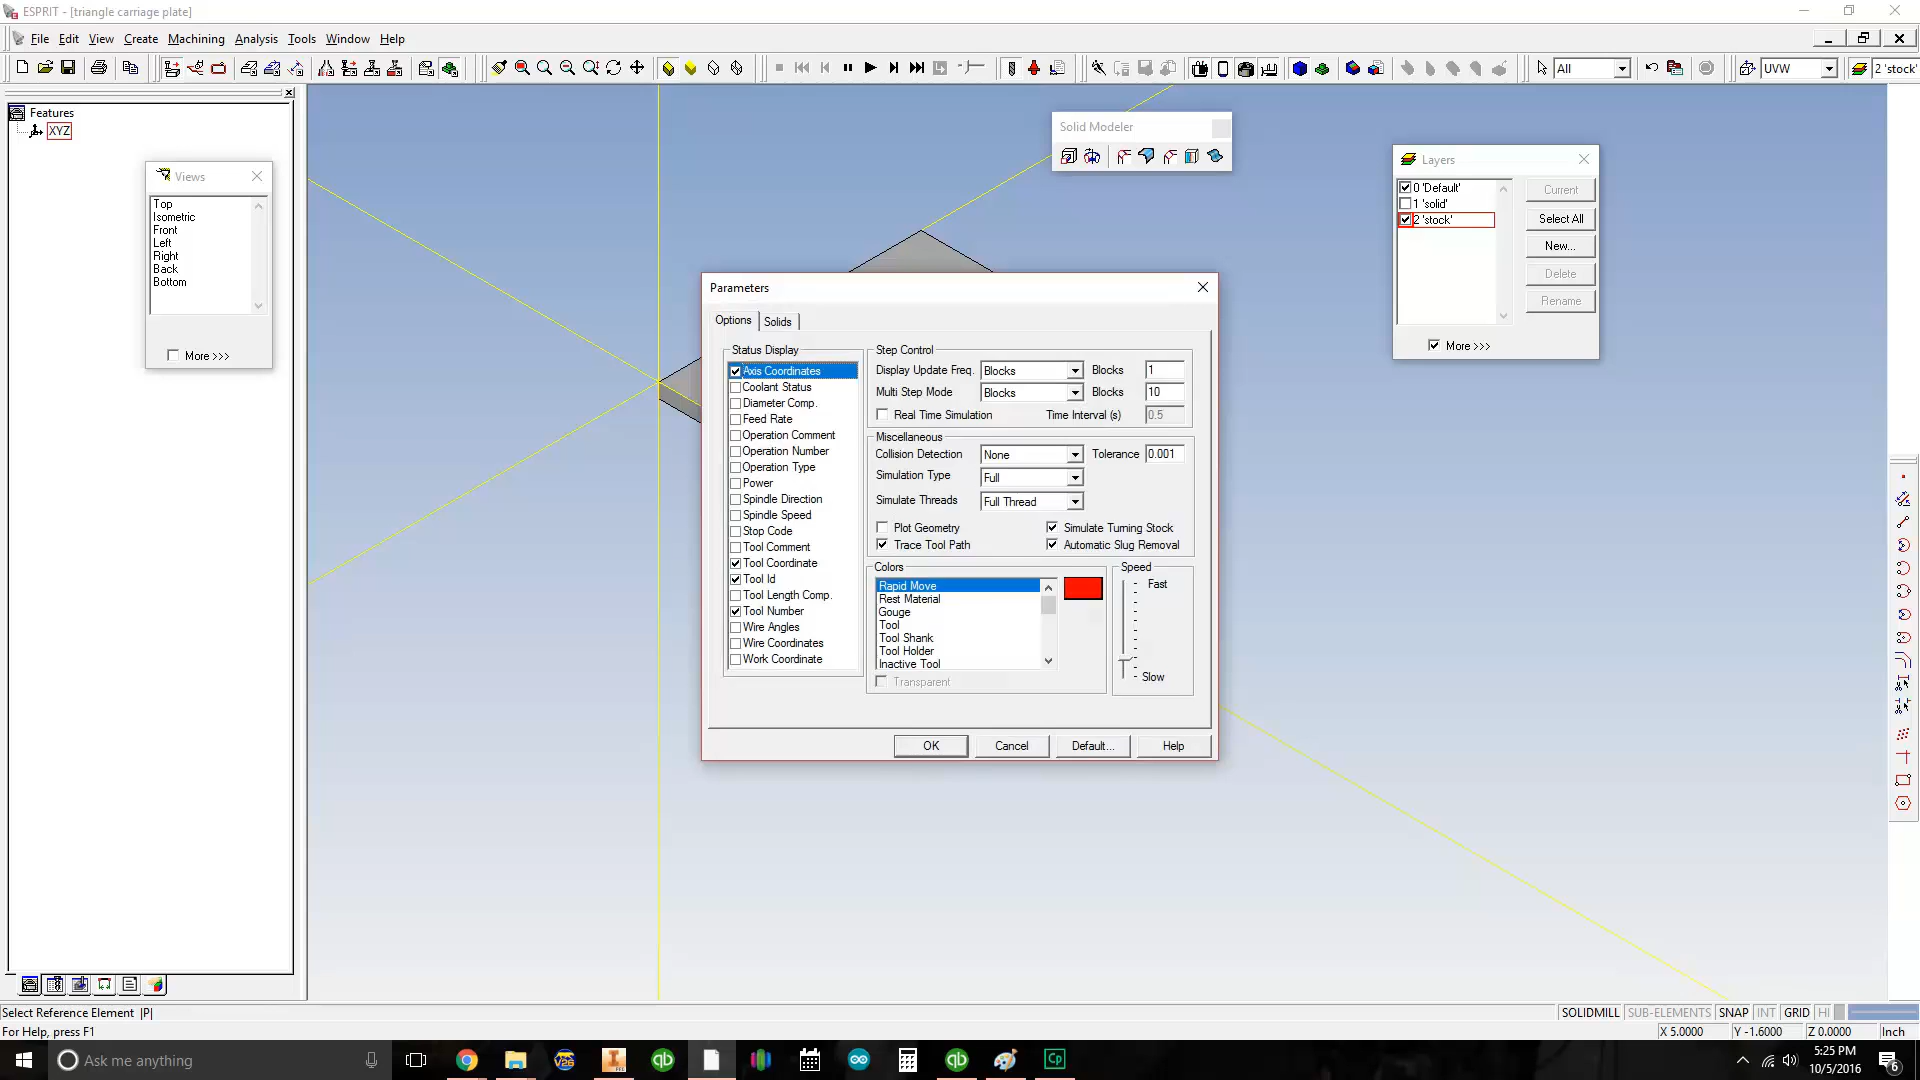 ESPRIT - [triangle carriage plate]
File Edit View Create Machining Analysis Tools Window Help
All
UVW
2 'stock'
Features
XYZ
Views
Top
Isometric
Front
Left
Right
Back
Bottom
More >>>
Solid Modeler
Layers
0 'Default'
1 'solid'
2 'stock'
Current
Select All
New...
Delete
Rename
More >>>
Parameters
Options Solids
Status Display
Axis Coordinates
Coolant Status
Diameter Comp.
Feed Rate
Operation Comment
Operation Number
Operation Type
Power
Spindle Direction
Spindle Speed
Stop Code
Tool Comment
Tool Coordinate
Tool Id
Tool Length Comp.
Tool Number
Wire Angles
Wire Coordinates
Work Coordinate
Step Control
Display Update Freq. Blocks Blocks 1
Multi Step Mode Blocks Blocks 10
Real Time Simulation Time Interval (s) 0.5
Miscellaneous
Collision Detection None Tolerance 0.001
Simulation Type Full
Simulate Threads Full Thread
Plot Geometry Simulate Turning Stock
Trace Tool Path Automatic Slug Removal
Colors
Rapid Move
Rest Material
Gouge
Tool
Tool Shank
Tool Holder
Inactive Tool
Transparent
Speed
Fast
Slow
OK Cancel Default... Help
Select Reference Element |P|
SOLIDMILL SUB-ELEMENTS SNAP INT GRID HI
For Help, press F1
X 5.0000 Y -1.6000 Z 0.0000 Inch
Ask me anything
V26
qb
qb
Cp
5:25 PM
10/5/2016
6